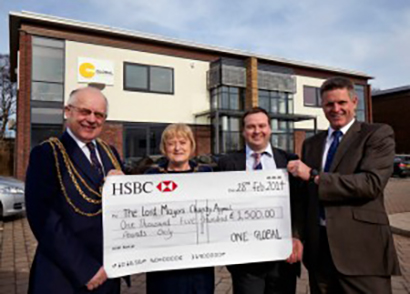 GLOBAL
HSBC
28th Feb 2014
The Lord Mayors Charity Appeal
One Thousand Five Hundred £ 1,500.00
Pounds Only
ONE GLOBAL